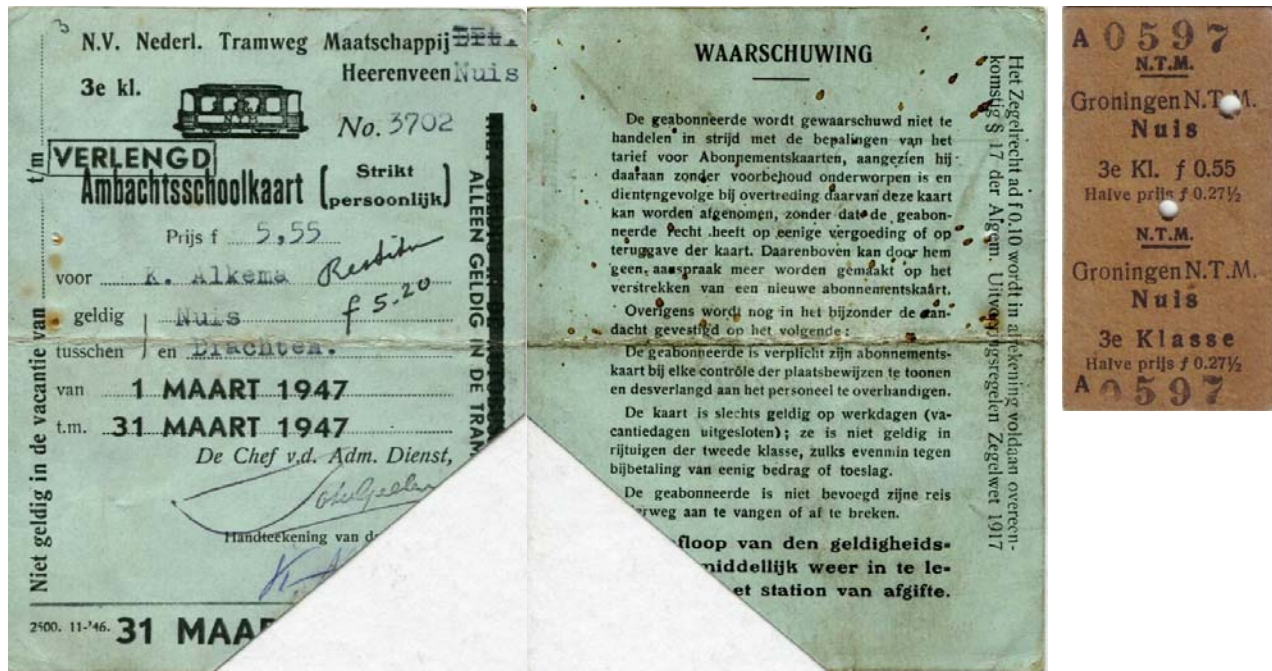 3
N.V. Nederl. Tramweg Maatschappij
Heerenveen Nuis
3e kl.
N.T.M.
No. 3702
VERLENGD
Ambachtsschoolkaart (Strikt persoonlijk)
Prijs f 5,55
voor K. Alkema
Restitutie
f 5-20
geldig Nuis
tusschen en Drachten.
van 1 MAART 1947
t.m. 31 MAART 1947
De Chef v.d. Adm. Dienst,
Handteekening van de
2500. 11-'46. 31 MAA
Niet geldig in de vacantie van t/m
ALLEEN GELDIG IN DE TRAM
WAARSCHUWING
De geabonneerde wordt gewaarschuwd niet te
handelen in strijd met de bepalingen van het
tarief voor Abonnementskaarten, aangezien hij
daaraan zonder voorbehoud onderworpen is en
dientengevolge bij overtreding daarvan deze kaart
kan worden afgenomen, zonder dat de geabon-
neerde recht heeft op eenige vergoeding of op
teruggave der kaart. Daarenboven kan door hem
geen aanspraak meer worden gemaakt op het
verstrekken van een nieuwe abonnementskaart.
Overigens wordt nog in het bijzonder de aan-
dacht gevestigd op het volgende:
De geabonneerde is verplicht zijn abonnements-
kaart bij elke contrôle der plaatsbewijzen te toonen
en desverlangd aan het personeel te overhandigen.
De kaart is slechts geldig op werkdagen (va-
cantiedagen uitgesloten); ze is niet geldig in
rijtuigen der tweede klasse, zulks evenmin tegen
bijbetaling van eenig bedrag of toeslag.
De geabonneerde is niet bevoegd zijne reis
erweg aan te vangen of af te breken.
floop van den geldigheids-
middellijk weer in te le-
et station van afgifte.
Het Zegelrecht ad f 0.10 wordt in afrekening voldaan overeen-
komstig § 17 der Algem. Uitvoeringsregelen Zegelwet 1917
A 0597
N.T.M.
Groningen N.T.M.
Nuis
3e Kl. f 0.55
Halve prijs f 0.27½
N.T.M.
Groningen N.T.M.
Nuis
3e Klasse
Halve prijs f 0.27½
A 0597